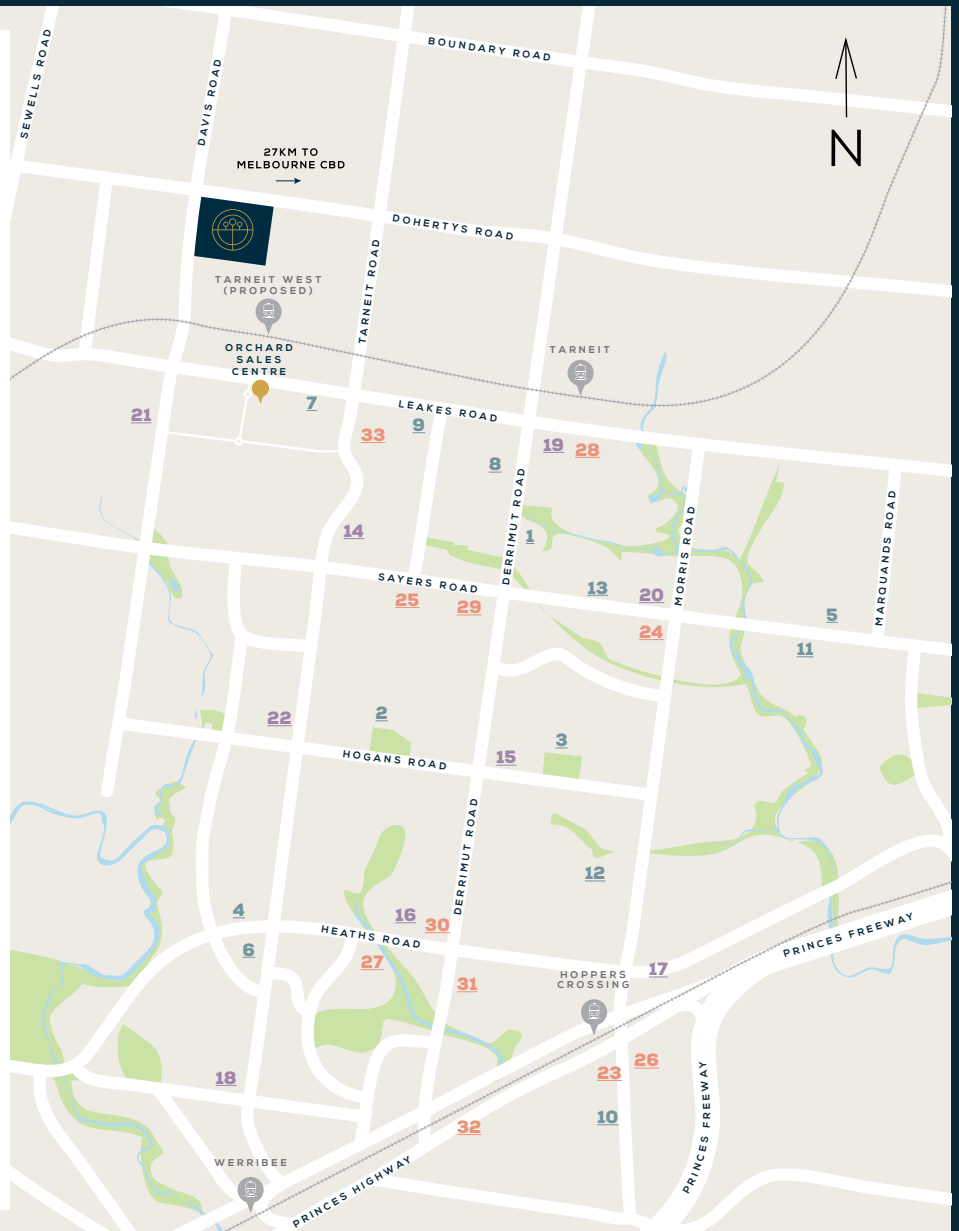 SEWELLS ROAD
DAVIS ROAD
BOUNDARY ROAD
N
27KM TO
MELBOURNE CBD
DOHERTYS ROAD
TARNEIT ROAD
TARNEIT WEST
(PROPOSED)
ORCHARD
SALES
CENTRE
TARNEIT
7
21
33
9
LEAKES ROAD
19
28
8
DERRIMUT ROAD
14
1
MORRIS ROAD
MARQUANDS ROAD
SAYERS ROAD
25
29
13
20
24
5
11
22
2
HOGANS ROAD
15
3
DERRIMUT ROAD
12
4
16
30
HEATHS ROAD
6
27
31
HOPPERS
CROSSING
17
PRINCES FREEWAY
18
23
26
10
32
PRINCES FREEWAY
WERRIBEE
PRINCES HIGHWAY